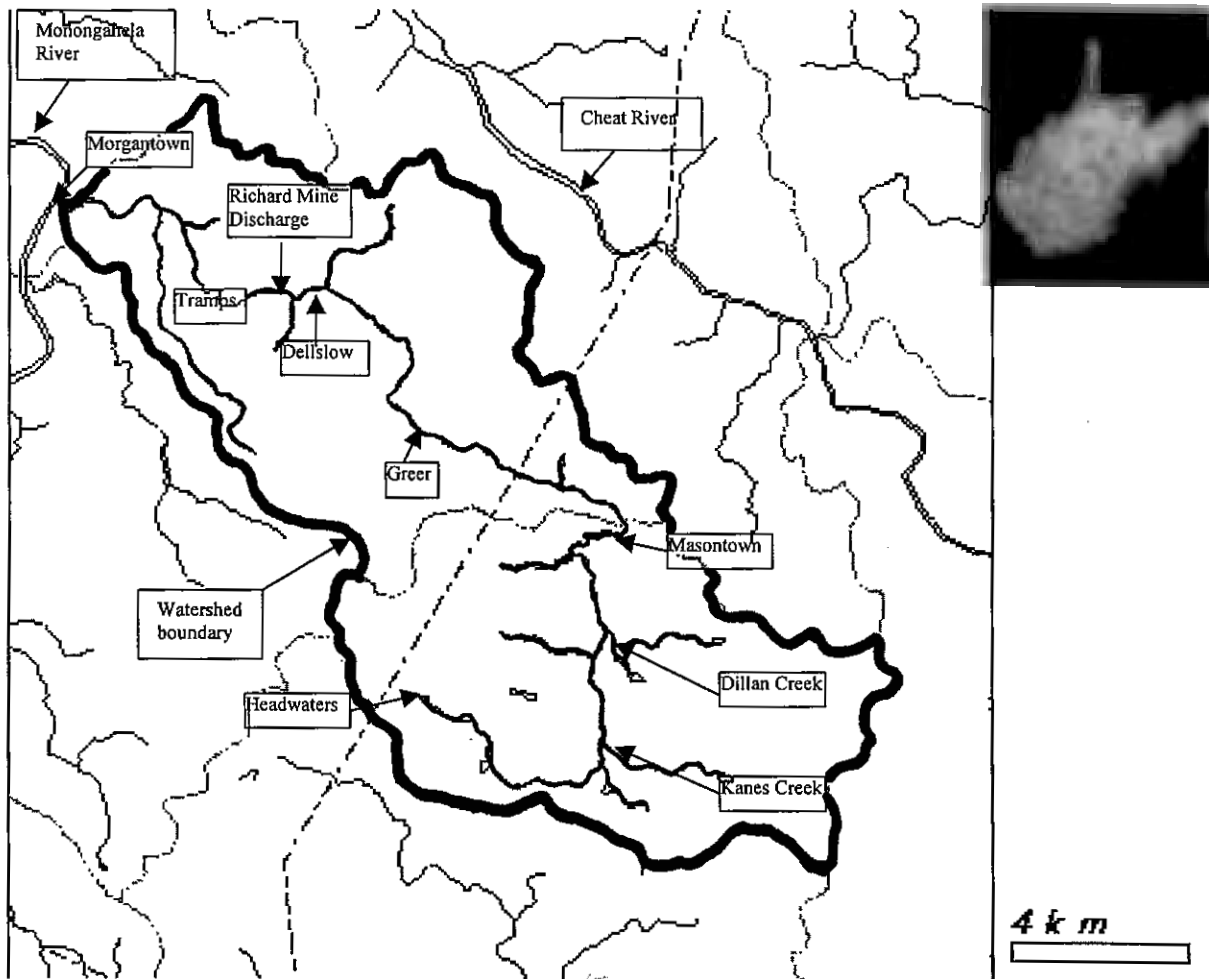 Monongahela
River
Morgantown
Cheat River
Richard Mine
Discharge
Tramps
Dellslow
Greer
Masontown
Watershed
boundary
Dillan Creek
Headwaters
Kanes Creek
4 km